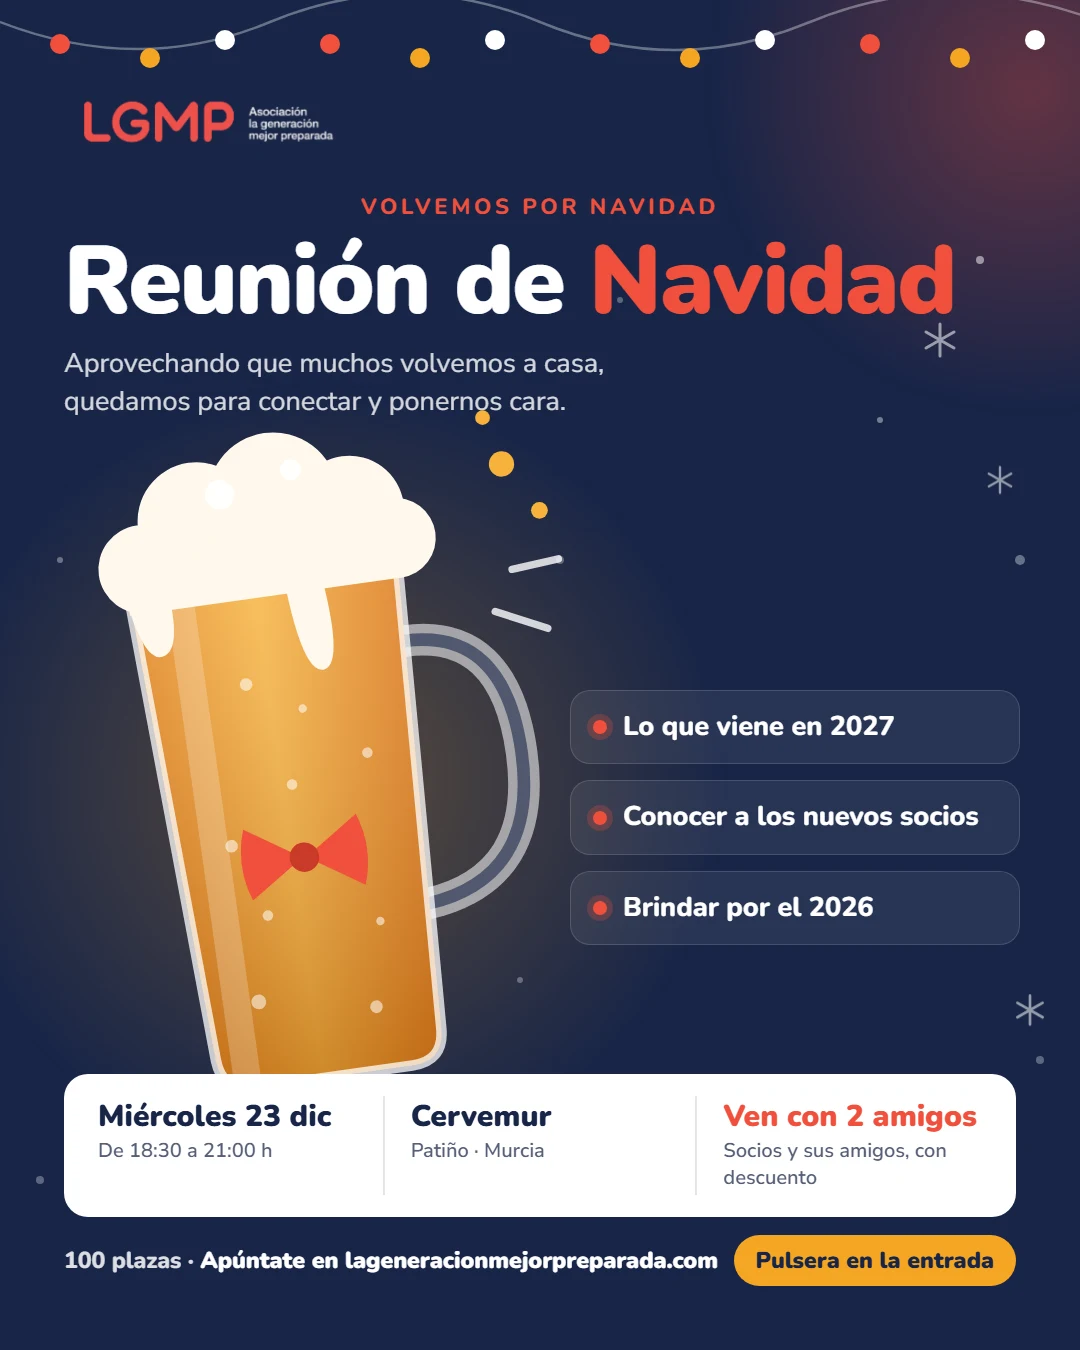 LGMP
Asociación
la generación
mejor preparada
VOLVEMOS POR NAVIDAD
Reunión de Navidad
Aprovechando que muchos volvemos a casa,
quedamos para conectar y ponernos cara.
Lo que viene en 2027
Conocer a los nuevos socios
Brindar por el 2026
Miércoles 23 dic
De 18:30 a 21:00 h
Cervemur
Patiño · Murcia
Ven con 2 amigos
Socios y sus amigos, con
descuento
100 plazas · Apúntate en lageneracionmejorpreparada.com
Pulsera en la entrada